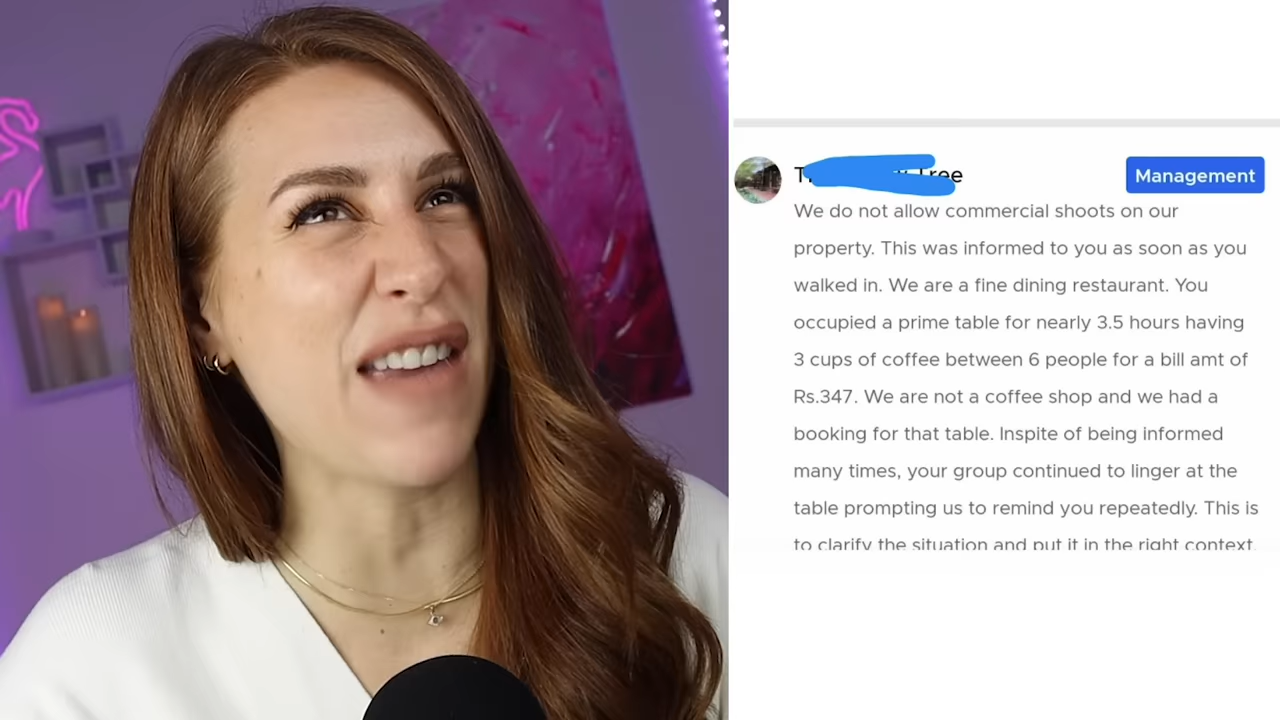 Tree
Management
We do not allow commercial shoots on our
property. This was informed to you as soon as you
walked in. We are a fine dining restaurant. You
occupied a prime table for nearly 3.5 hours having
3 cups of coffee between 6 people for a bill amt of
Rs.347. We are not a coffee shop and we had a
booking for that table. Inspite of being informed
many times, your group continued to linger at the
table prompting us to remind you repeatedly. This is
to clarify the situation and put it in the right context.